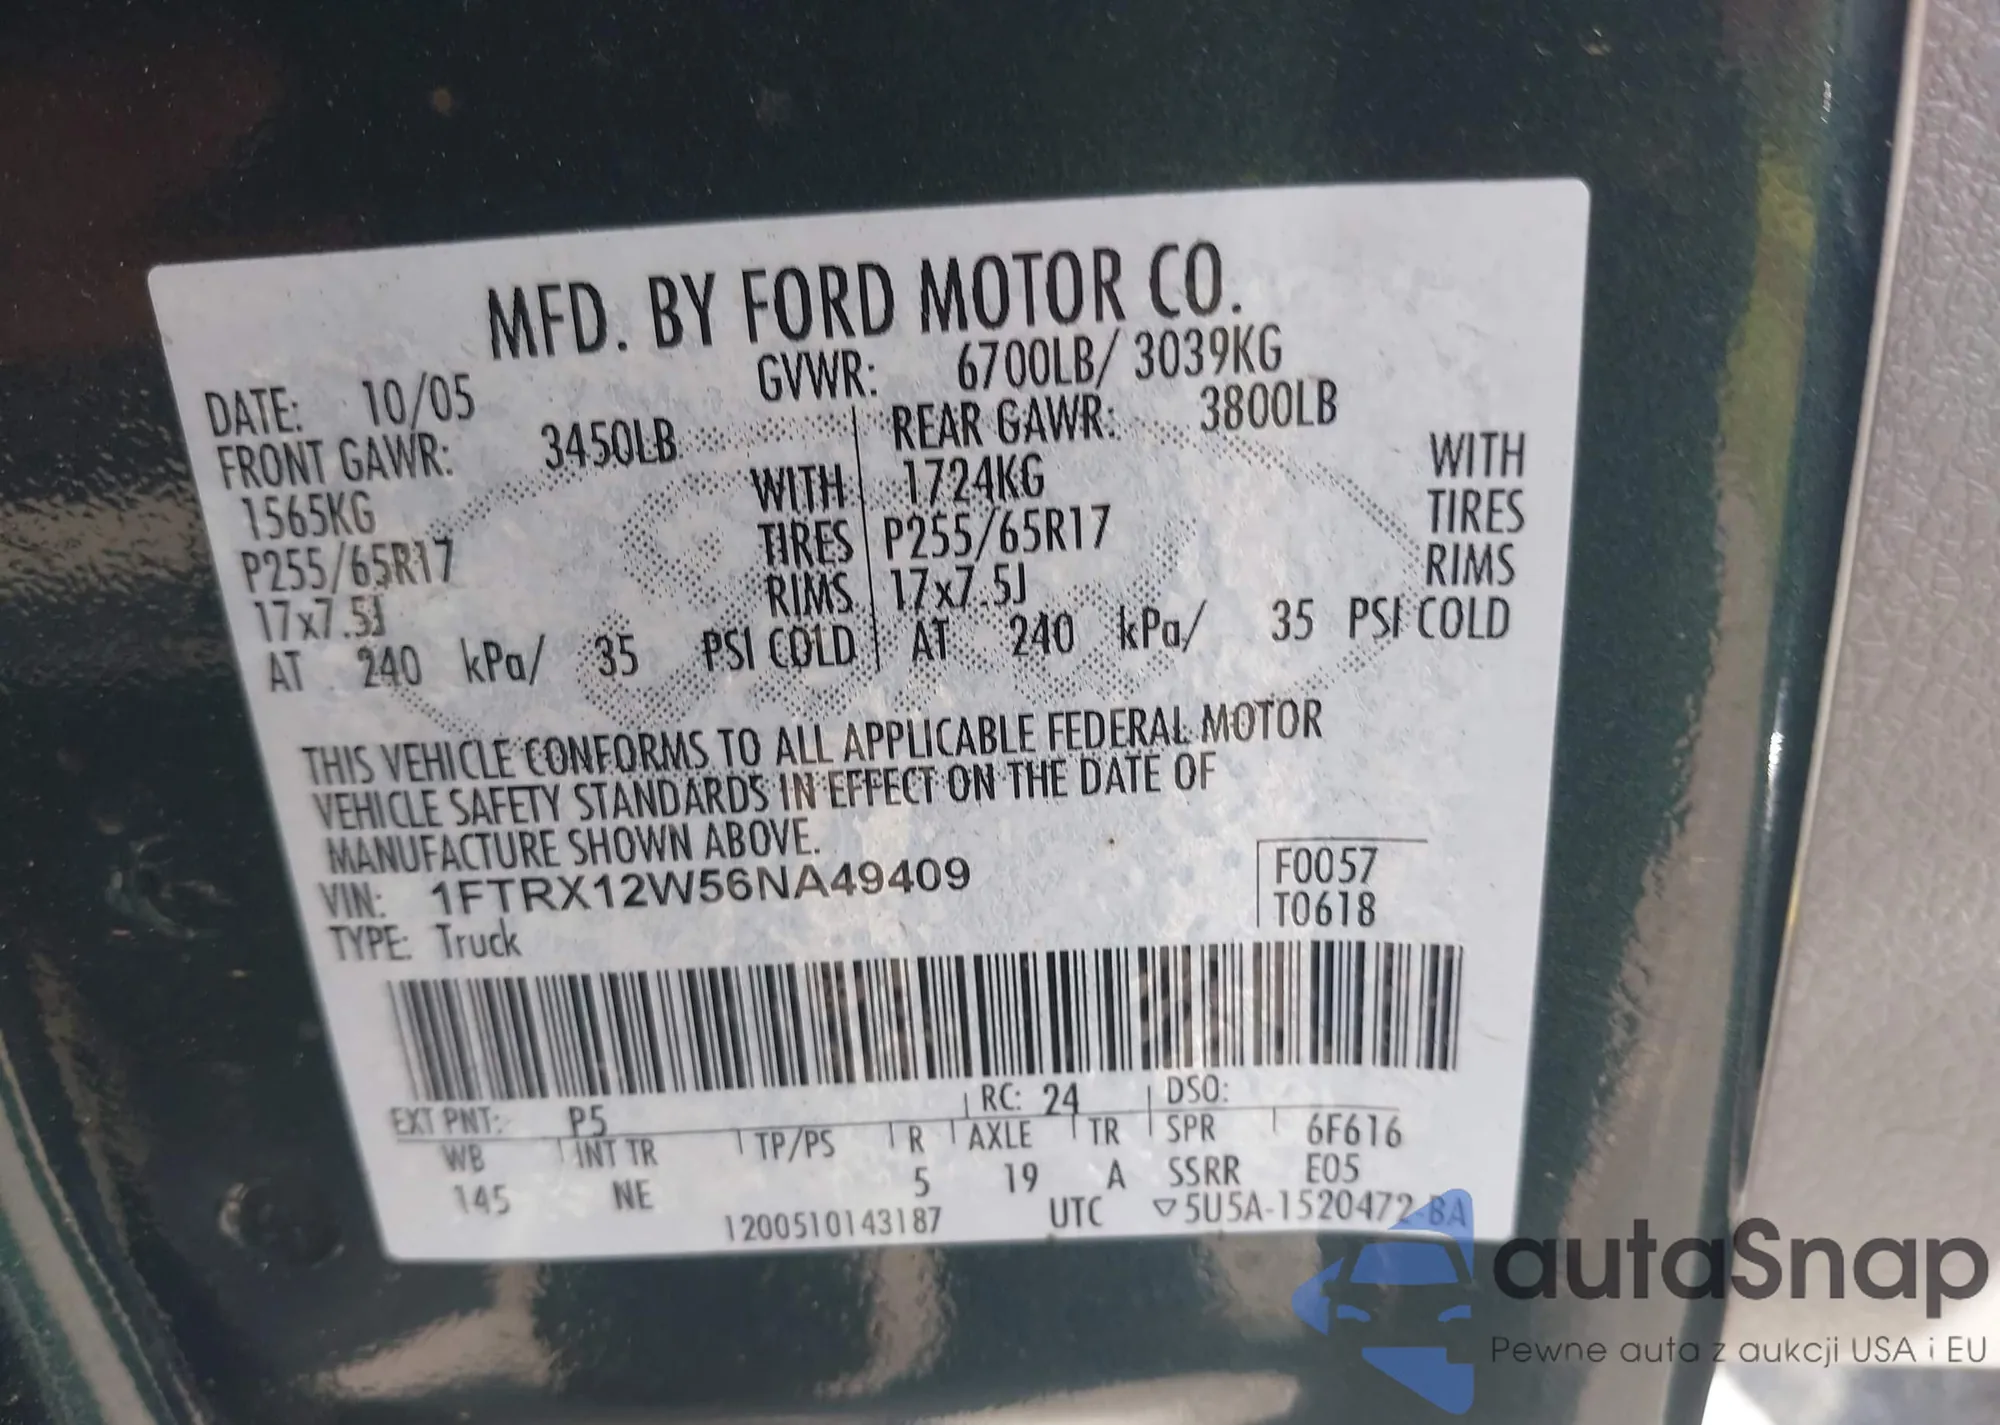 MFD. BY FORD MOTOR CO.
DATE: 10/05 GVWR: 6700LB/ 3039KG
FRONT GAWR: 3450LB REAR GAWR: 3800LB
1565KG WITH 1724KG WITH
P255/65R17 TIRES P255/65R17 TIRES
17x7.5J RIMS 17x7.5J RIMS
AT 240 kPa/ 35 PSI COLD AT 240 kPa/ 35 PSI COLD
THIS VEHICLE CONFORMS TO ALL APPLICABLE FEDERAL MOTOR
VEHICLE SAFETY STANDARDS IN EFFECT ON THE DATE OF
MANUFACTURE SHOWN ABOVE.
VIN: 1FTRX12W56NA49409 F0057
TYPE: Truck T0618
EXT PNT: P5 RC: 24 DSO:
WB INT TR TP/PS R AXLE TR SPR 6F616
145 NE 5 19 A SSRR E05
1200510143187 UTC ▽5U5A-1520472-BA
autaSnap
Pewne auta z aukcji USA i EU